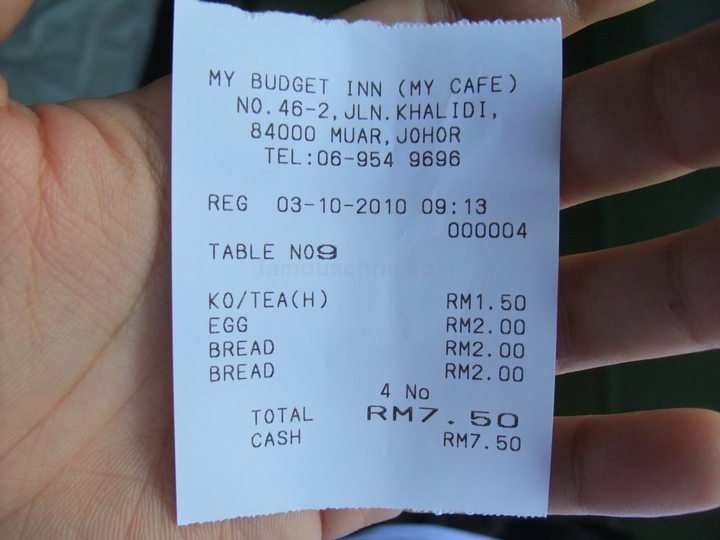 MY BUDGET INN (MY CAFE)
NO.46-2,JLN.KHALIDI,
84000 MUAR,JOHOR
TEL:06-954 9696
REG 03-10-2010 09:13
000004
TABLE NO9
famouschris.com
KO/TEA(H) RM1.50
EGG RM2.00
BREAD RM2.00
BREAD RM2.00
4 No
TOTAL RM7.50
CASH RM7.50